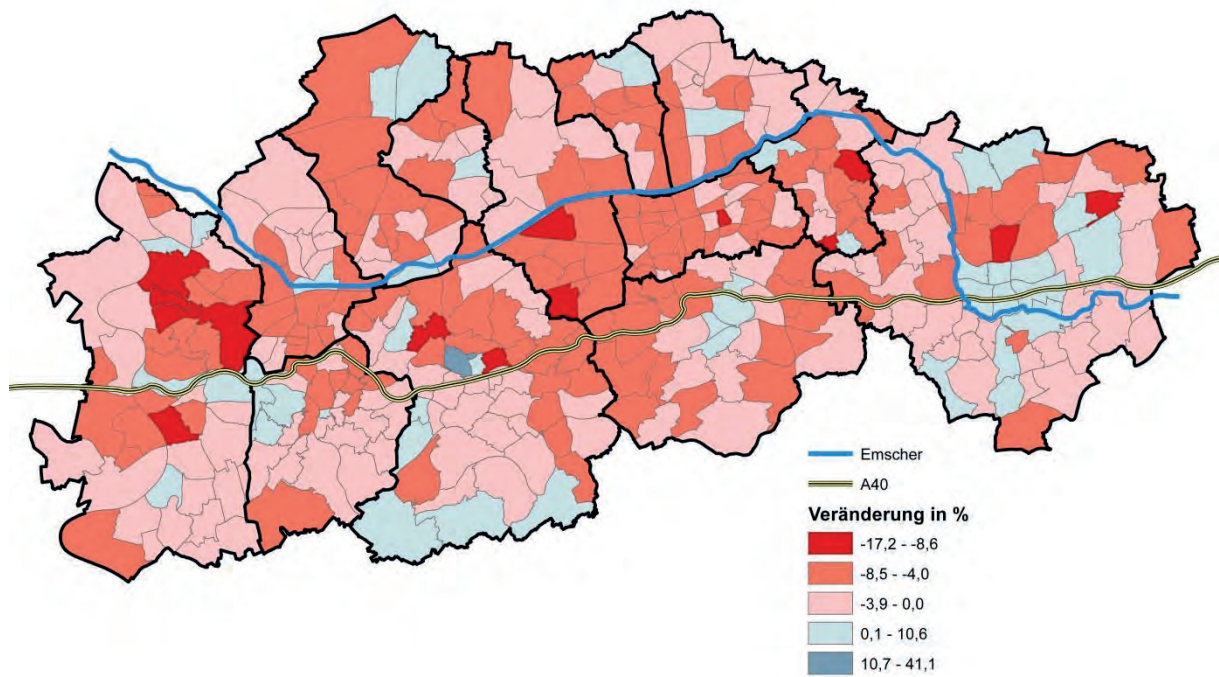 Emscher
A40
Veränderung in %
-17,2 - -8,6
-8,5 - -4,0
-3,9 - 0,0
0,1 - 10,6
10,7 - 41,1